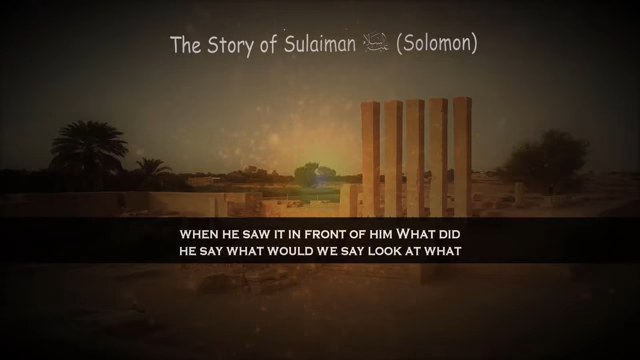 The Story of Sulaiman (Solomon)
WHEN HE SAW IT IN FRONT OF HIM WHAT DID
HE SAY WHAT WOULD WE SAY LOOK AT WHAT